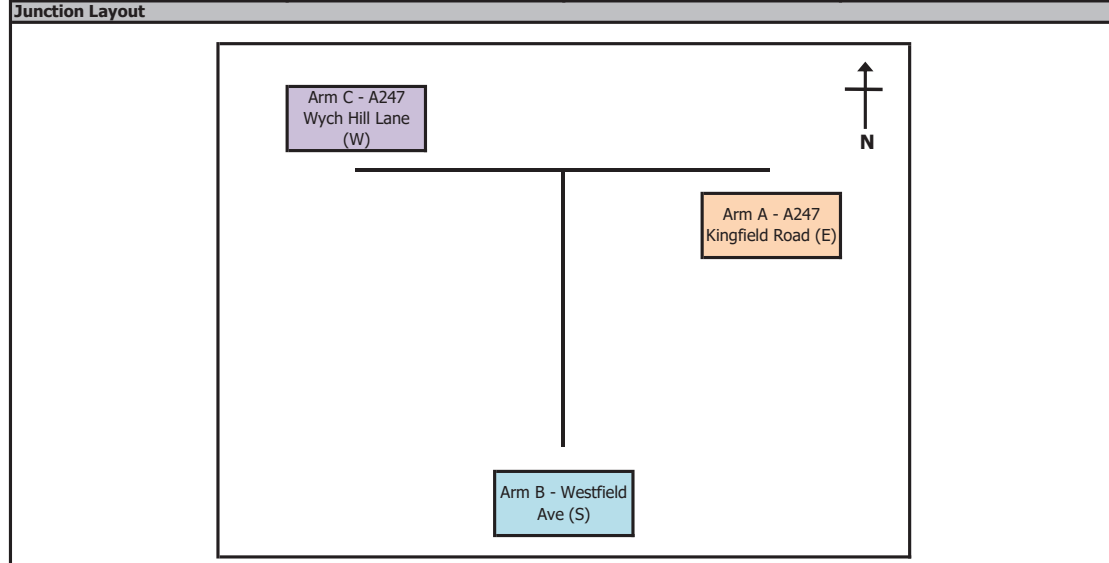 Junction Layout
Arm C - A247
Wych Hill Lane
(W)
N
Arm A - A247
Kingfield Road (E)
Arm B - Westfield
Ave (S)